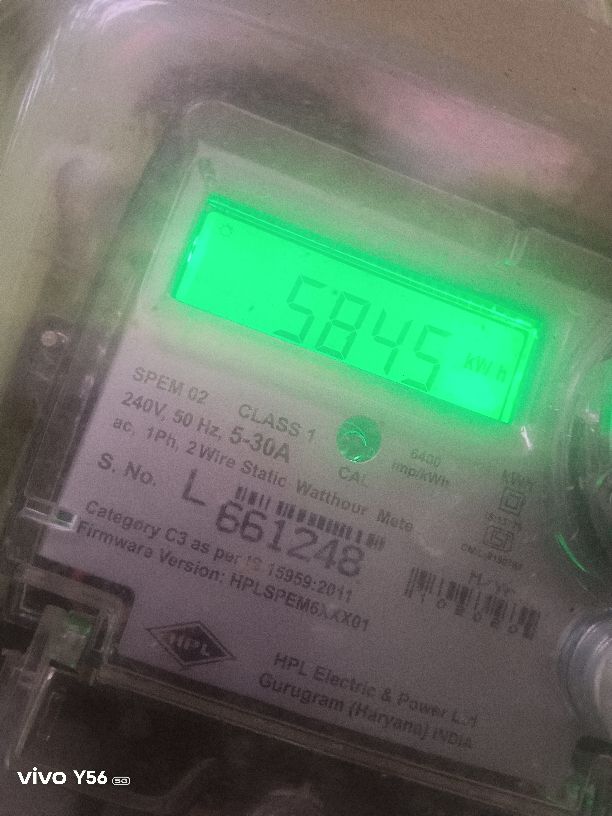 5845 kWh
SPEM 02 CLASS 1
240V, 50 Hz, 5-30A
ac, 1Ph, 2Wire Static Watthour Mete
CAL
6400
imp/kWh
S. No. L 661248
Category C3 as per IS 15959:2011
Firmware Version: HPLSPEM6XXX01
HPL
HPL Electric & Power Ltd
Gurugram (Haryana) INDIA
vivo Y56 5G